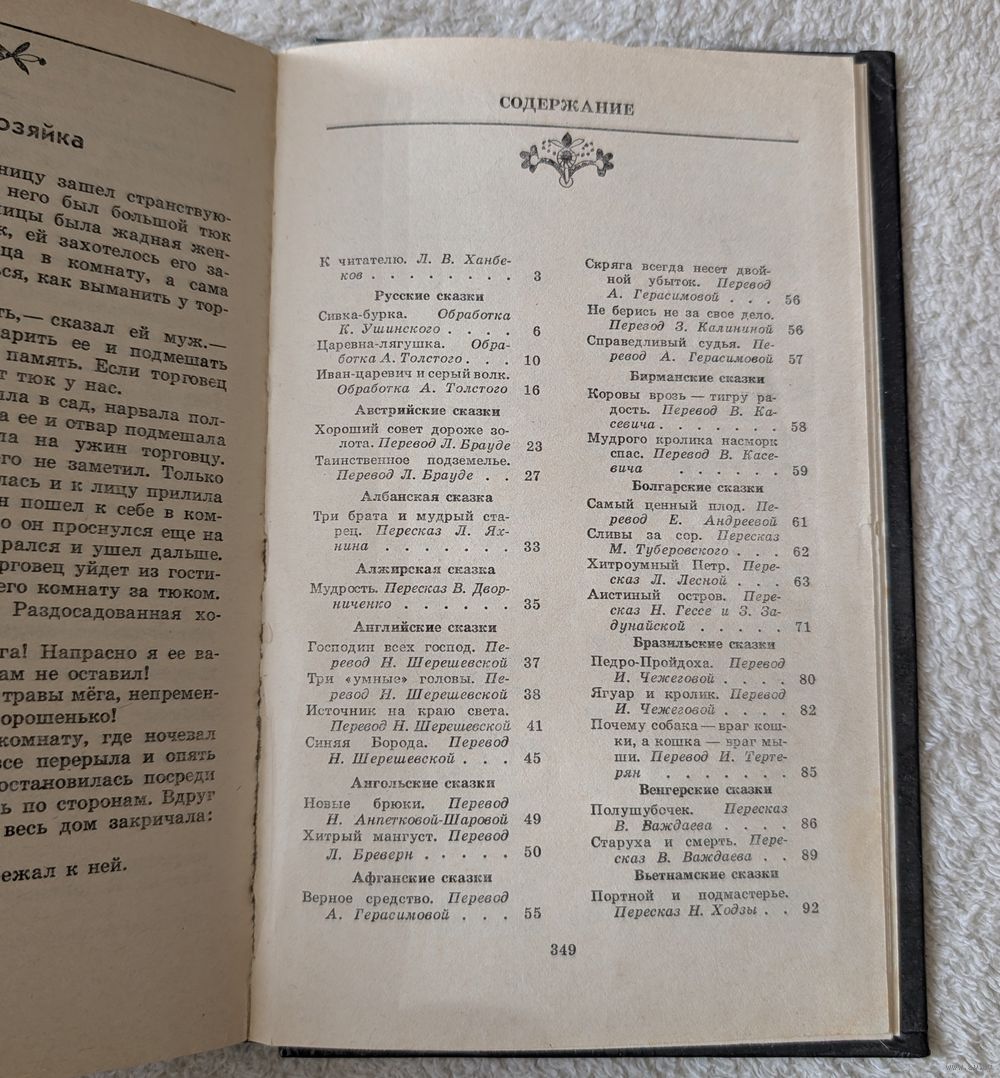 озяйка
ницу зашел странствую-
него был большой тюк
ицы была жадная жен-
к, ей захотелось его за-
ца в комнату, а сама
ься, как выманить у тор-
ть,— сказал ей муж.—
арить ее и подмешать
память. Если торговец
т тюк у нас.
ла в сад, нарвала пол-
а ее и отвар подмешала
ла на ужин торговцу.
его не заметил. Только
лась и к лицу прилила
н пошел к себе в ком-
о он проснулся еще на
рался и ушел дальше.
рговец уйдет из гости-
его комнату за тюком.
Раздосадованная хо-
га! Напрасно я ее ва-
ам не оставил!
травы мёга, непремен-
орошенько!
комнату, где ночевал
все перерыла и опять
остановилась посреди
ь по сторонам. Вдруг
весь дом закричала:
ежал к ней.
СОДЕРЖАНИЕ
К читателю. Л. В. Ханбе-
ков . . . . . . . . 3
Русские сказки
Сивка-бурка. Обработка
К. Ушинского . . . . 6
Царевна-лягушка. Обра-
ботка А. Толстого . . . 10
Иван-царевич и серый волк.
Обработка А. Толстого 16
Австрийские сказки
Хороший совет дороже зо-
лота. Перевод Л. Брауде 23
Таинственное подземелье.
Перевод Л. Брауде . . 27
Албанская сказка
Три брата и мудрый ста-
рец. Пересказ Л. Ях-
нина . . . . . . . 33
Алжирская сказка
Мудрость. Пересказ В. Двор-
ниченко . . . . . . 35
Английские сказки
Господин всех господ. Пе-
ревод Н. Шерешевской 37
Три «умные» головы. Пе-
ревод Н. Шерешевской 38
Источник на краю света.
Перевод Н. Шерешевской 41
Синяя Борода. Перевод
Н. Шерешевской . . . 45
Ангольские сказки
Новые брюки. Перевод
Н. Анпетковой-Шаровой 49
Хитрый мангуст. Перевод
Л. Бреверн . . . . . 50
Афганские сказки
Верное средство. Перевод
А. Герасимовой . . . 55
Скряга всегда несет двой-
ной убыток. Перевод
А. Герасимовой . . . 56
Не берись не за свое дело.
Перевод З. Калининой 56
Справедливый судья. Пе-
ревод А. Герасимовой 57
Бирманские сказки
Коровы врозь — тигру ра-
дость. Перевод В. Ка-
севича . . . . . . . 58
Мудрого кролика насморк
спас. Перевод В. Касе-
вича . . . . . . 59
Болгарские сказки
Самый ценный плод. Пе-
ревод Е. Андреевой 61
Сливы за сор. Пересказ
М. Туберовского . . . 62
Хитроумный Петр. Пере-
сказ Л. Лесной . . . 63
Аистиный остров. Пере-
сказ Н. Гессе и З. За-
дунайской . . . . . 71
Бразильские сказки
Педро-Пройдоха. Перевод
И. Чежеговой . . . . 80
Ягуар и кролик. Перевод
И. Чежеговой . . . . 82
Почему собака — враг кош-
ки, а кошка — враг мы-
ши. Перевод И. Терте-
рян . . . . . . . 85
Венгерские сказки
Полушубочек. Пересказ
В. Важдаева . . . . 86
Старуха и смерть. Пере-
сказ В. Важдаева . . 89
Вьетнамские сказки
Портной и подмастерье.
Пересказ Н. Ходзы . . 92
349